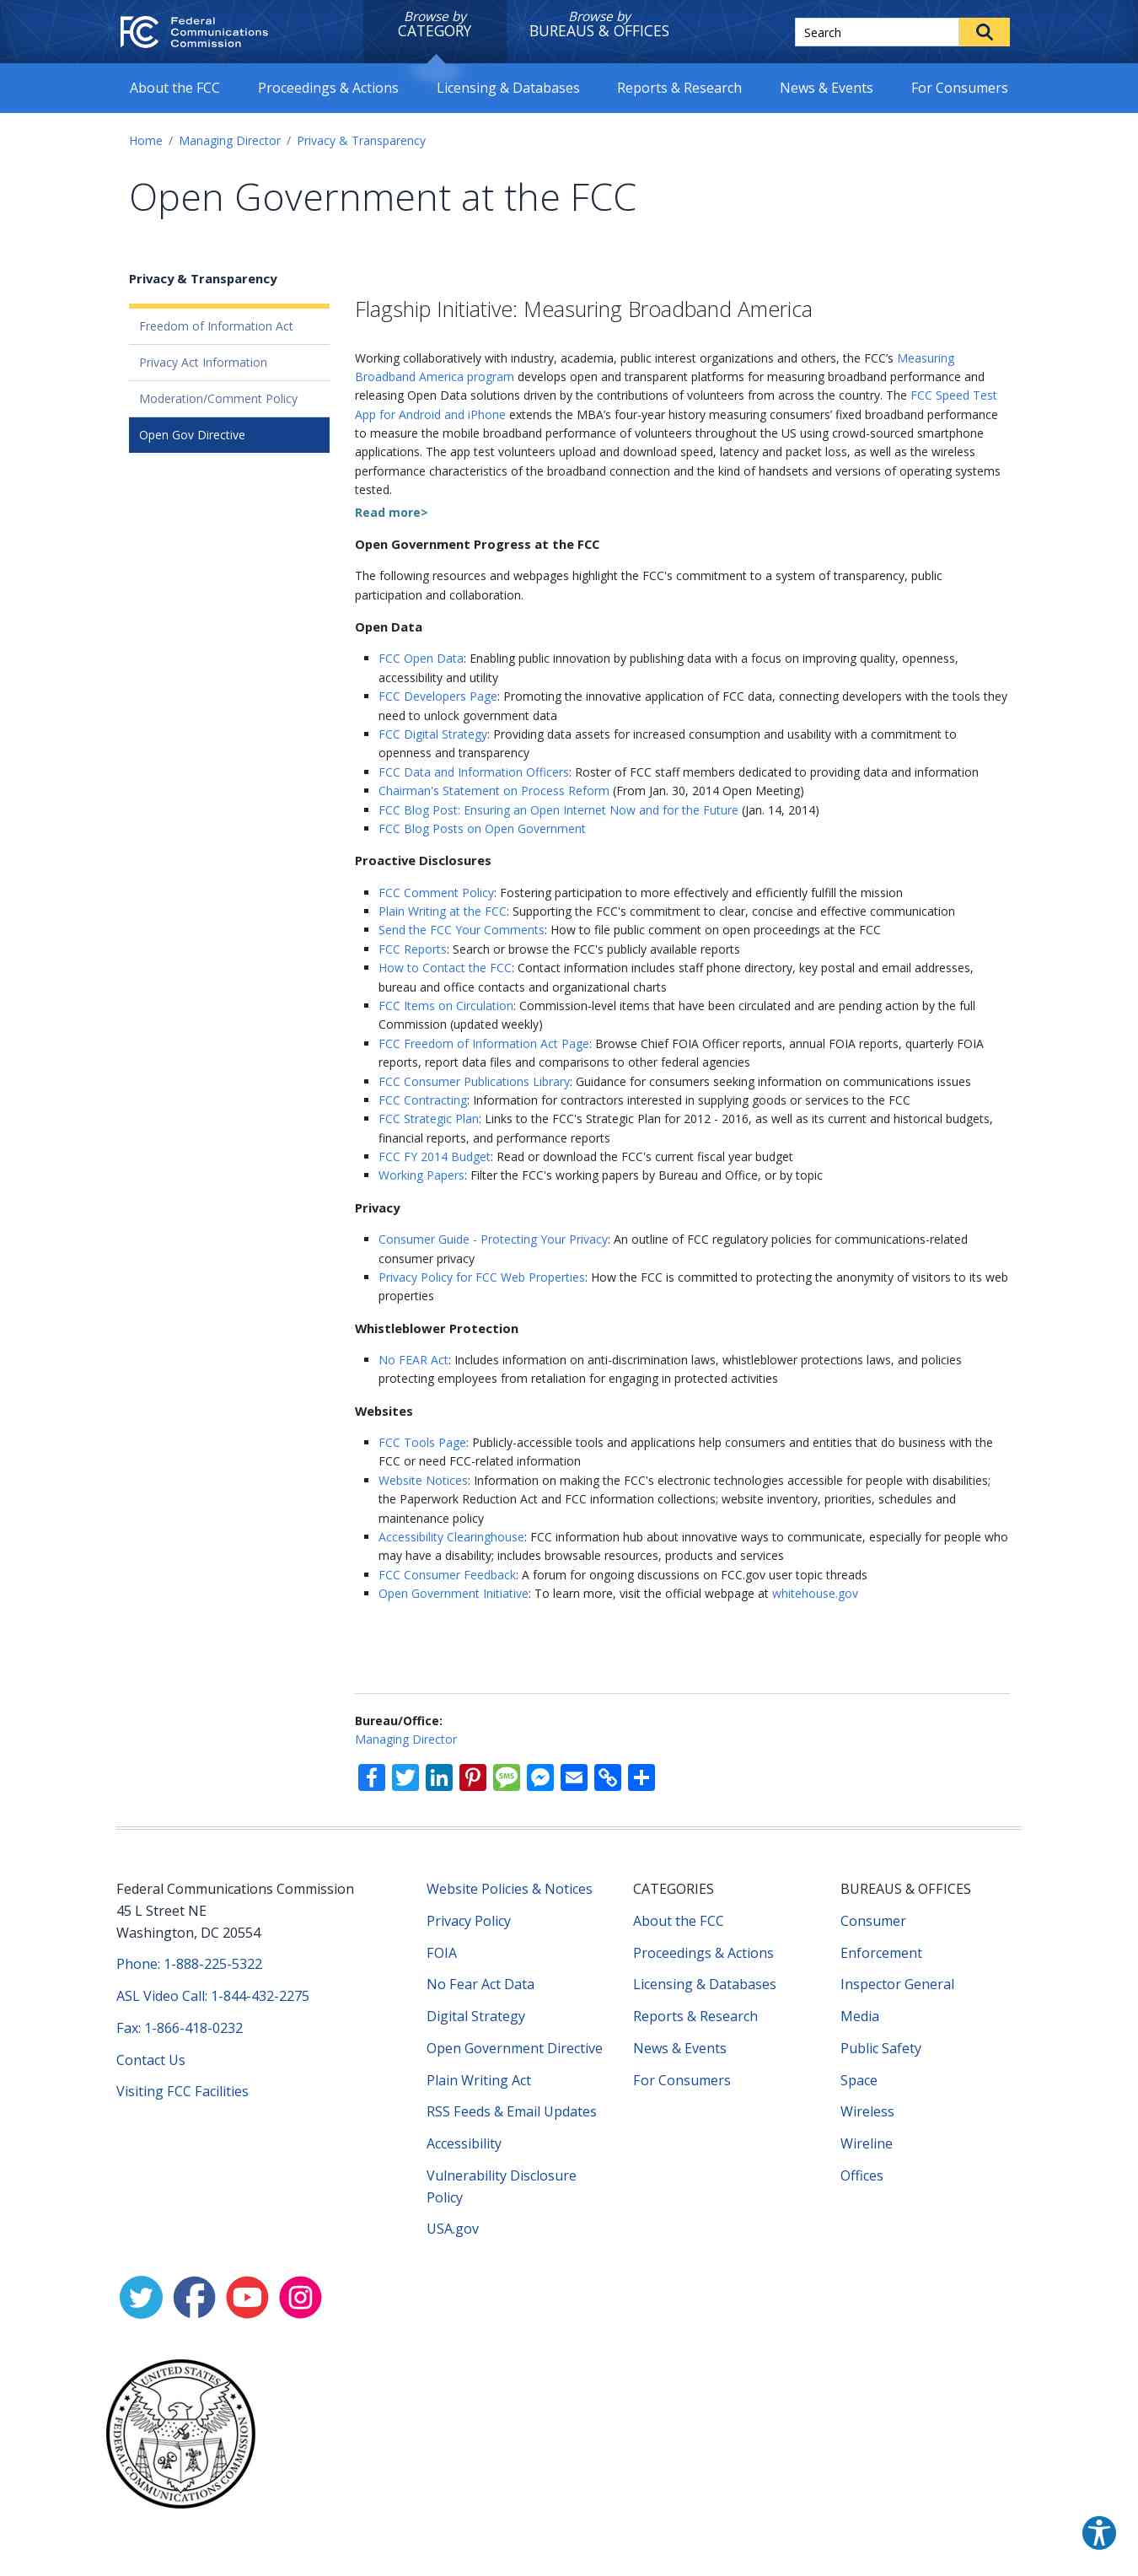 FCC Federal Communications Commission
Browse by
CATEGORY
Browse by
BUREAUS & OFFICES
Search
About the FCC
Proceedings & Actions
Licensing & Databases
Reports & Research
News & Events
For Consumers
Home / Managing Director / Privacy & Transparency
Open Government at the FCC
Privacy & Transparency
Freedom of Information Act
Privacy Act Information
Moderation/Comment Policy
Open Gov Directive
Flagship Initiative: Measuring Broadband America
Working collaboratively with industry, academia, public interest organizations and others, the FCC’s Measuring
Broadband America program develops open and transparent platforms for measuring broadband performance and
releasing Open Data solutions driven by the contributions of volunteers from across the country. The FCC Speed Test
App for Android and iPhone extends the MBA’s four-year history measuring consumers’ fixed broadband performance
to measure the mobile broadband performance of volunteers throughout the US using crowd-sourced smartphone
applications. The app test volunteers upload and download speed, latency and packet loss, as well as the wireless
performance characteristics of the broadband connection and the kind of handsets and versions of operating systems
tested.
Read more>
Open Government Progress at the FCC
The following resources and webpages highlight the FCC's commitment to a system of transparency, public
participation and collaboration.
Open Data
FCC Open Data: Enabling public innovation by publishing data with a focus on improving quality, openness,
accessibility and utility
FCC Developers Page: Promoting the innovative application of FCC data, connecting developers with the tools they
need to unlock government data
FCC Digital Strategy: Providing data assets for increased consumption and usability with a commitment to
openness and transparency
FCC Data and Information Officers: Roster of FCC staff members dedicated to providing data and information
Chairman's Statement on Process Reform (From Jan. 30, 2014 Open Meeting)
FCC Blog Post: Ensuring an Open Internet Now and for the Future (Jan. 14, 2014)
FCC Blog Posts on Open Government
Proactive Disclosures
FCC Comment Policy: Fostering participation to more effectively and efficiently fulfill the mission
Plain Writing at the FCC: Supporting the FCC's commitment to clear, concise and effective communication
Send the FCC Your Comments: How to file public comment on open proceedings at the FCC
FCC Reports: Search or browse the FCC's publicly available reports
How to Contact the FCC: Contact information includes staff phone directory, key postal and email addresses,
bureau and office contacts and organizational charts
FCC Items on Circulation: Commission-level items that have been circulated and are pending action by the full
Commission (updated weekly)
FCC Freedom of Information Act Page: Browse Chief FOIA Officer reports, annual FOIA reports, quarterly FOIA
reports, report data files and comparisons to other federal agencies
FCC Consumer Publications Library: Guidance for consumers seeking information on communications issues
FCC Contracting: Information for contractors interested in supplying goods or services to the FCC
FCC Strategic Plan: Links to the FCC's Strategic Plan for 2012 - 2016, as well as its current and historical budgets,
financial reports, and performance reports
FCC FY 2014 Budget: Read or download the FCC's current fiscal year budget
Working Papers: Filter the FCC's working papers by Bureau and Office, or by topic
Privacy
Consumer Guide - Protecting Your Privacy: An outline of FCC regulatory policies for communications-related
consumer privacy
Privacy Policy for FCC Web Properties: How the FCC is committed to protecting the anonymity of visitors to its web
properties
Whistleblower Protection
No FEAR Act: Includes information on anti-discrimination laws, whistleblower protections laws, and policies
protecting employees from retaliation for engaging in protected activities
Websites
FCC Tools Page: Publicly-accessible tools and applications help consumers and entities that do business with the
FCC or need FCC-related information
Website Notices: Information on making the FCC's electronic technologies accessible for people with disabilities;
the Paperwork Reduction Act and FCC information collections; website inventory, priorities, schedules and
maintenance policy
Accessibility Clearinghouse: FCC information hub about innovative ways to communicate, especially for people who
may have a disability; includes browsable resources, products and services
FCC Consumer Feedback: A forum for ongoing discussions on FCC.gov user topic threads
Open Government Initiative: To learn more, visit the official webpage at whitehouse.gov
Bureau/Office:
Managing Director
SMS
Federal Communications Commission
45 L Street NE
Washington, DC 20554
Phone: 1-888-225-5322
ASL Video Call: 1-844-432-2275
Fax: 1-866-418-0232
Contact Us
Visiting FCC Facilities
Website Policies & Notices
Privacy Policy
FOIA
No Fear Act Data
Digital Strategy
Open Government Directive
Plain Writing Act
RSS Feeds & Email Updates
Accessibility
Vulnerability Disclosure
Policy
USA.gov
CATEGORIES
About the FCC
Proceedings & Actions
Licensing & Databases
Reports & Research
News & Events
For Consumers
BUREAUS & OFFICES
Consumer
Enforcement
Inspector General
Media
Public Safety
Space
Wireless
Wireline
Offices
UNITED STATES
FEDERAL COMMUNICATIONS COMMISSION